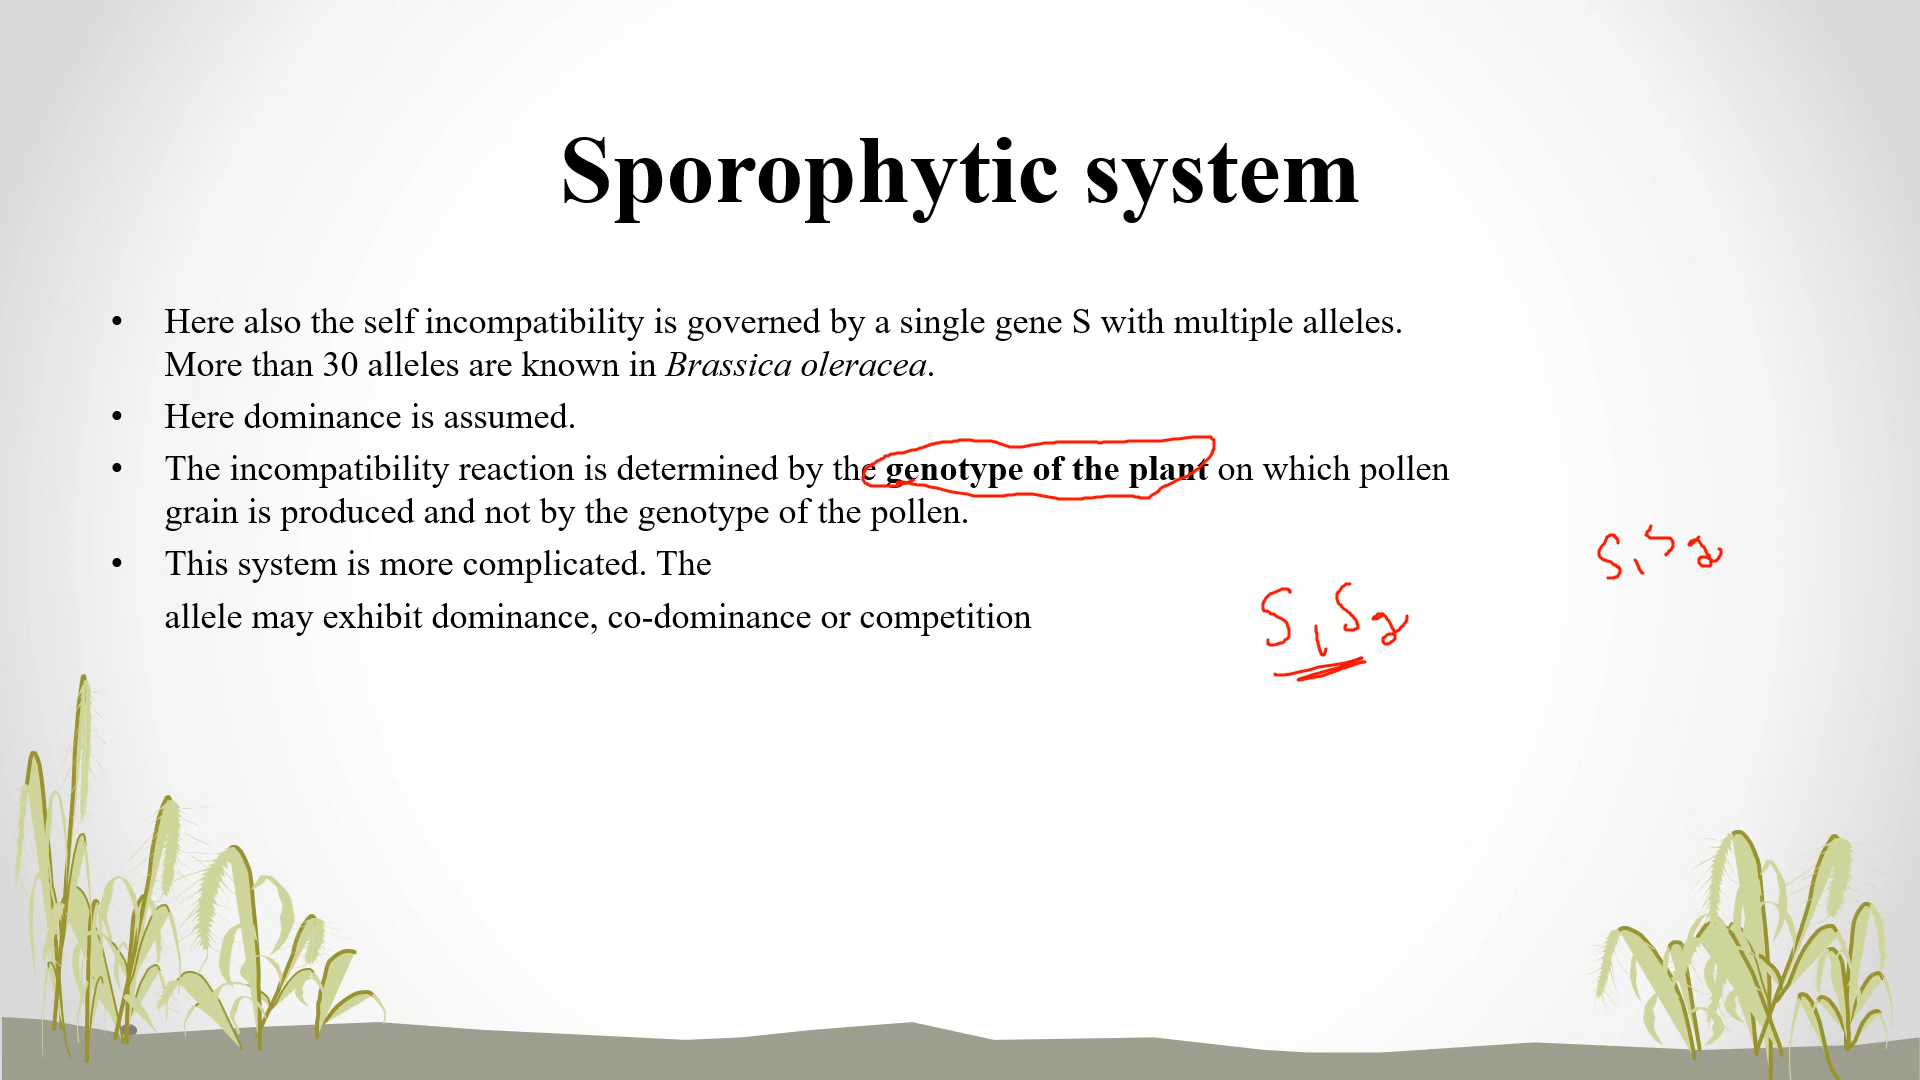 Sporophytic system
• Here also the self incompatibility is governed by a single gene S with multiple alleles.
More than 30 alleles are known in Brassica oleracea.
• Here dominance is assumed.
• The incompatibility reaction is determined by the genotype of the plant on which pollen
grain is produced and not by the genotype of the pollen.
• This system is more complicated. The
allele may exhibit dominance, co-dominance or competition
S1S2
S1S2